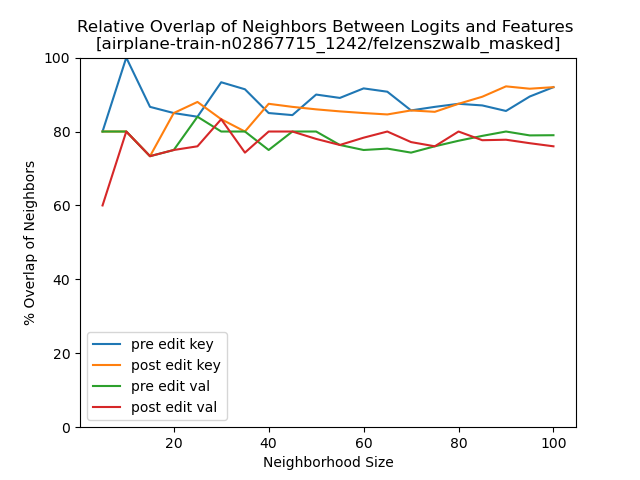 Relative Overlap of Neighbors Between Logits and Features
[airplane-train-n02867715_1242/felzenszwalb_masked]
100
80
60
40
20
0
% Overlap of Neighbors
pre edit key
post edit key
pre edit val
post edit val
20 40 60 80 100
Neighborhood Size